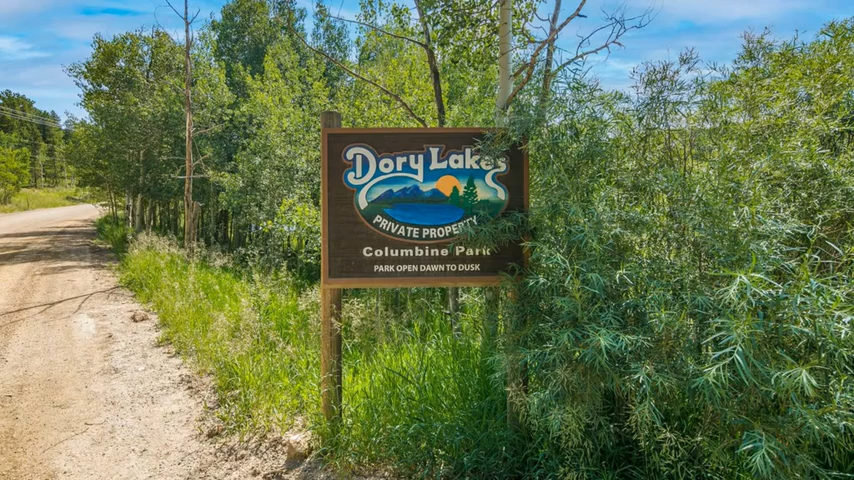 Dory Lakes
PRIVATE PROPERTY
Columbine Park
PARK OPEN DAWN TO DUSK